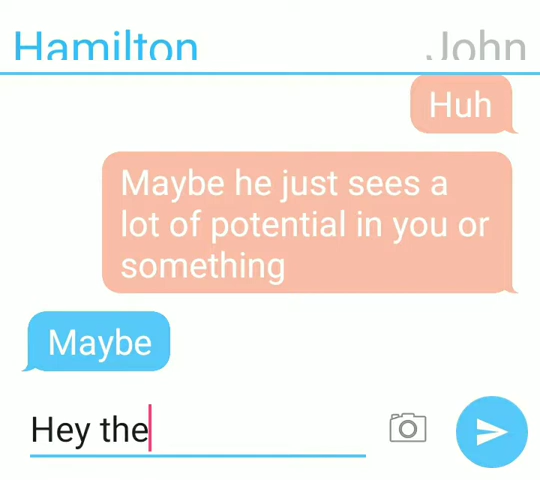 Hamilton John
Huh
Maybe he just sees a
lot of potential in you or
something
Maybe
Hey the